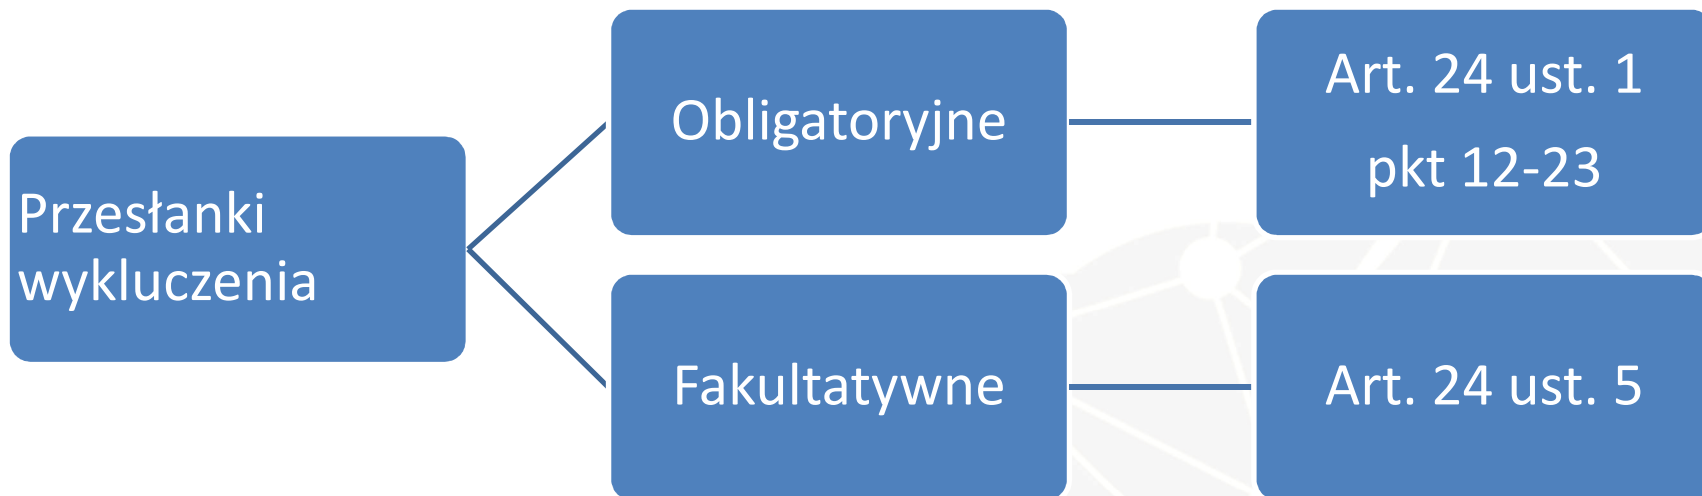 Przesłanki
wykluczenia
Obligatoryjne
Art. 24 ust. 1
pkt 12-23
Fakultatywne
Art. 24 ust. 5